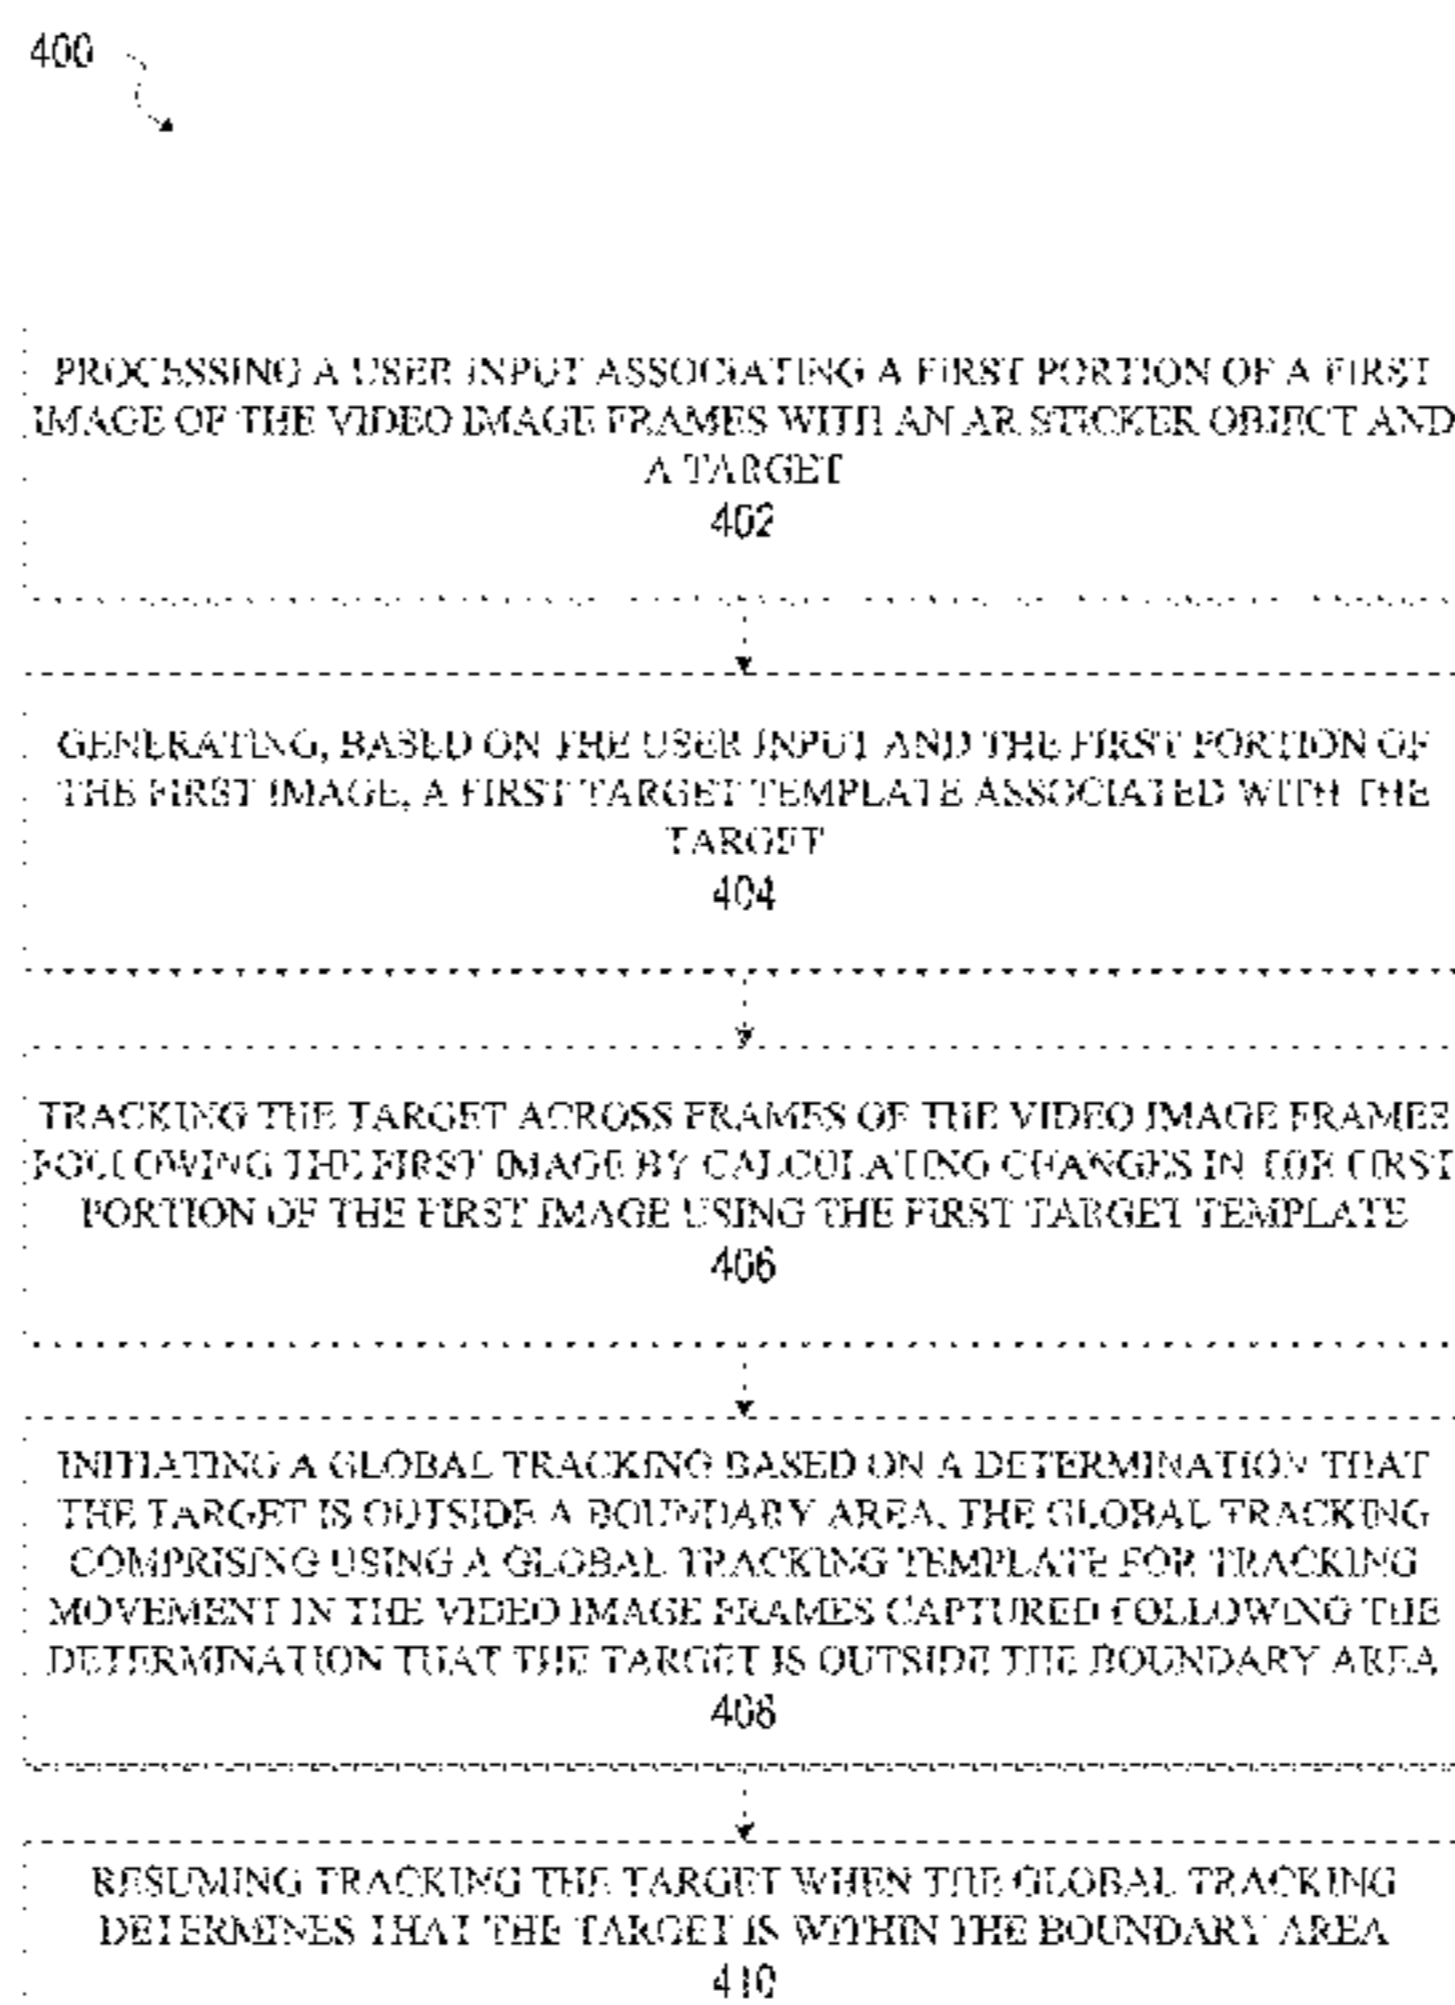 400
PROCESSING A USER INPUT ASSOCIATING A FIRST PORTION OF A FIRST
IMAGE OF THE VIDEO IMAGE FRAMES WITH AN AR STICKER OBJECT AND
A TARGET
402
GENERATING, BASED ON THE USER INPUT AND THE FIRST PORTION OF
THE FIRST IMAGE, A FIRST TARGET TEMPLATE ASSOCIATED WITH THE
TARGET
404
TRACKING THE TARGET ACROSS FRAMES OF THE VIDEO IMAGE FRAMES
FOLLOWING THE FIRST IMAGE BY CALCULATING CHANGES IN THE FIRST
PORTION OF THE FIRST IMAGE USING THE FIRST TARGET TEMPLATE
406
INITIATING A GLOBAL TRACKING BASED ON A DETERMINATION THAT
THE TARGET IS OUTSIDE A BOUNDARY AREA, THE GLOBAL TRACKING
COMPRISING USING A GLOBAL TRACKING TEMPLATE FOR TRACKING
MOVEMENT IN THE VIDEO IMAGE FRAMES CAPTURED FOLLOWING THE
DETERMINATION THAT THE TARGET IS OUTSIDE THE BOUNDARY AREA
408
RESUMING TRACKING THE TARGET WHEN THE GLOBAL TRACKING
DETERMINES THAT THE TARGET IS WITHIN THE BOUNDARY AREA
410